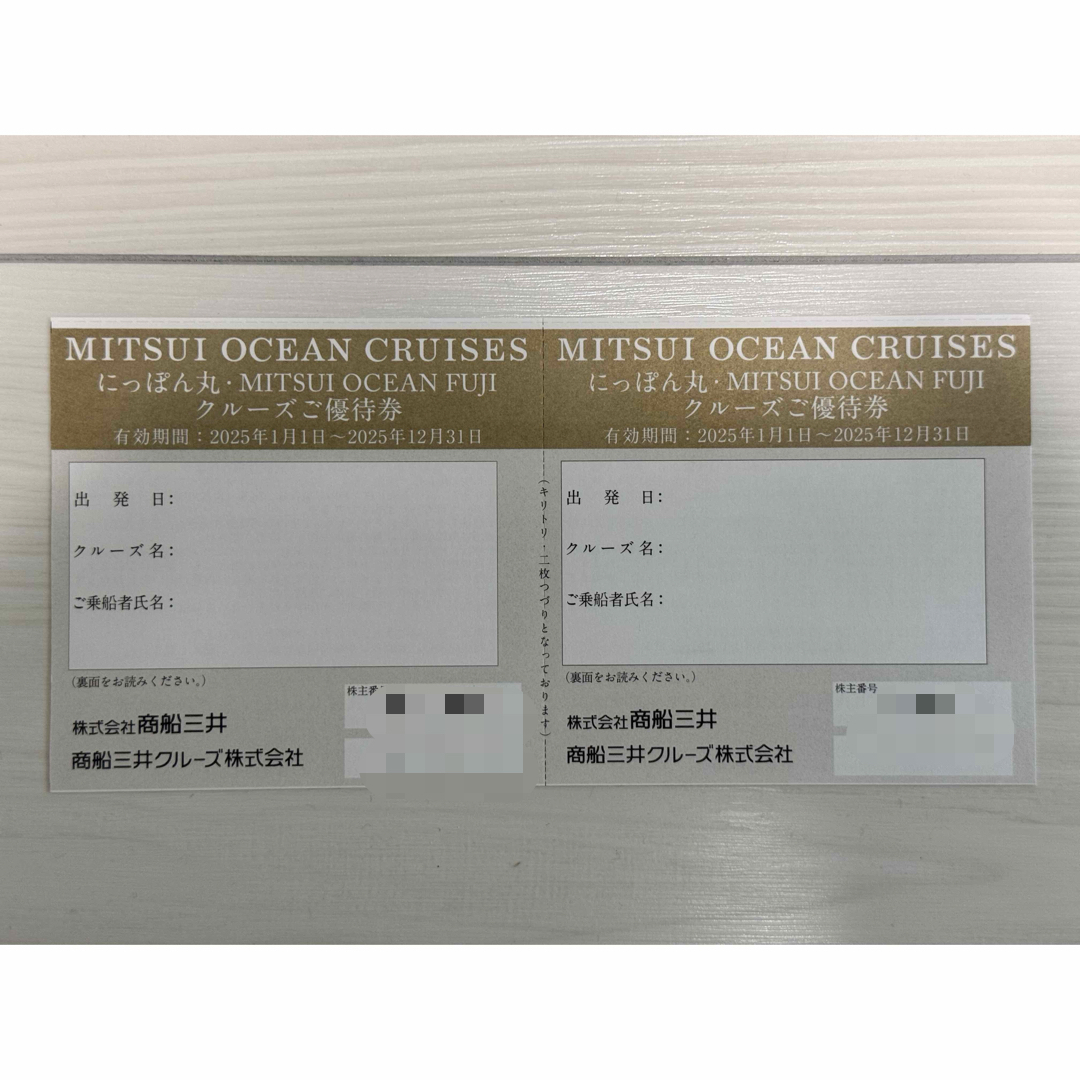 MITSUI OCEAN CRUISES
にっぽん丸・MITSUI OCEAN FUJI
クルーズご優待券
有効期間：2025年1月1日～2025年12月31日
出発日：
クルーズ名：
ご乗船者氏名：
（裏面をお読みください。）
株主番
株式会社商船三井
商船三井クルーズ株式会社
（キリトリ・二枚つづりとなっております）
MITSUI OCEAN CRUISES
にっぽん丸・MITSUI OCEAN FUJI
クルーズご優待券
有効期間：2025年1月1日～2025年12月31日
出発日：
クルーズ名：
ご乗船者氏名：
（裏面をお読みください。）
株主番号
株式会社商船三井
商船三井クルーズ株式会社